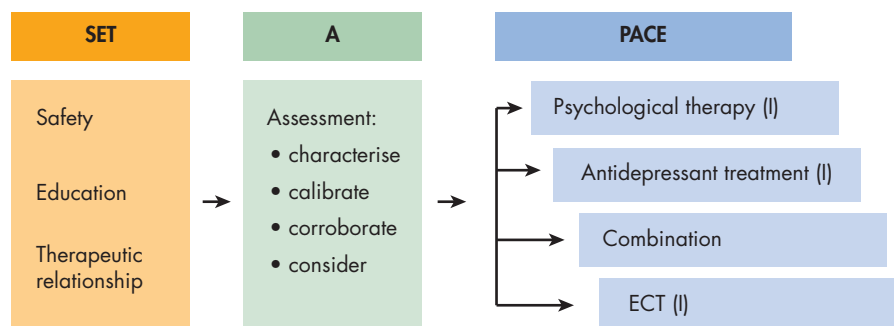 SET
A
PACE
Safety
Education
Therapeutic
relationship
Assessment:
• characterise
• calibrate
• corroborate
• consider
Psychological therapy (I)
Antidepressant treatment (I)
Combination
ECT (I)